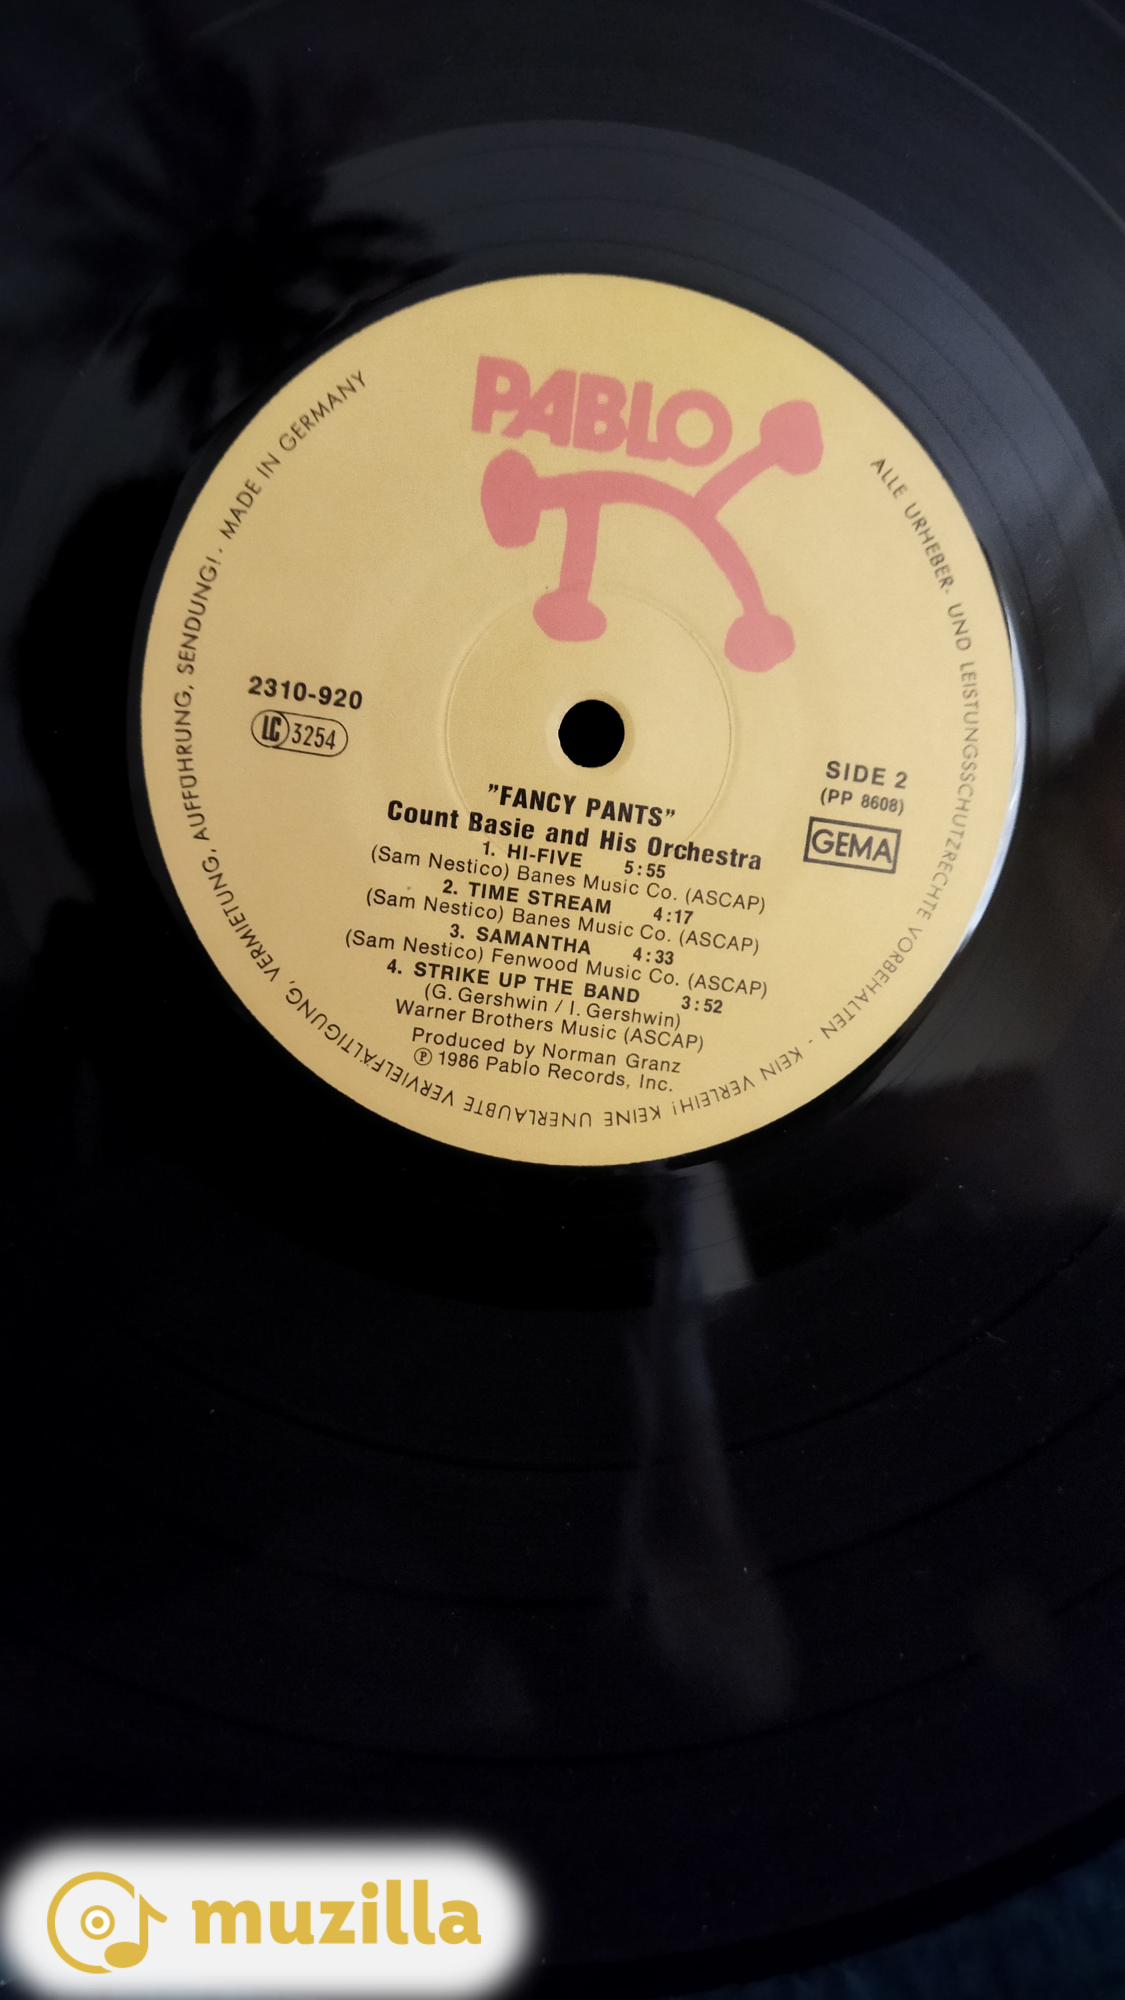 PABLO
ALLE URHEBER- UND LEISTUNGSSCHUTZRECHTE VORBEHALTEN - KEIN VERLEIH! KEINE UNERLAUBTE VERVIELFÄLTIGUNG, VERMIETUNG, AUFFÜHRUNG, SENDUNG! · MADE IN GERMANY
2310-920
LC 3254
SIDE 2
(PP 8608)
GEMA
"FANCY PANTS"
Count Basie and His Orchestra
1. HI-FIVE 5:55
(Sam Nestico) Banes Music Co. (ASCAP)
2. TIME STREAM 4:17
(Sam Nestico) Banes Music Co. (ASCAP)
3. SAMANTHA 4:33
(Sam Nestico) Fenwood Music Co. (ASCAP)
4. STRIKE UP THE BAND 3:52
(G. Gershwin / I. Gershwin)
Warner Brothers Music (ASCAP)
Produced by Norman Granz
℗ 1986 Pablo Records, Inc.
muzilla